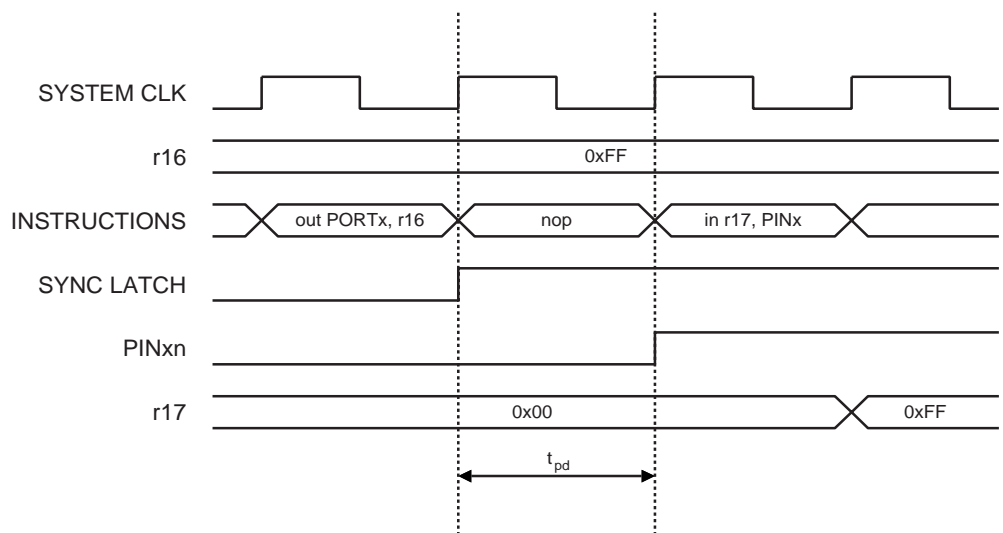 SYSTEM CLK
r16
0xFF
INSTRUCTIONS
out PORTx, r16
nop
in r17, PINx
SYNC LATCH
PINxn
r17
0x00
0xFF
tpd